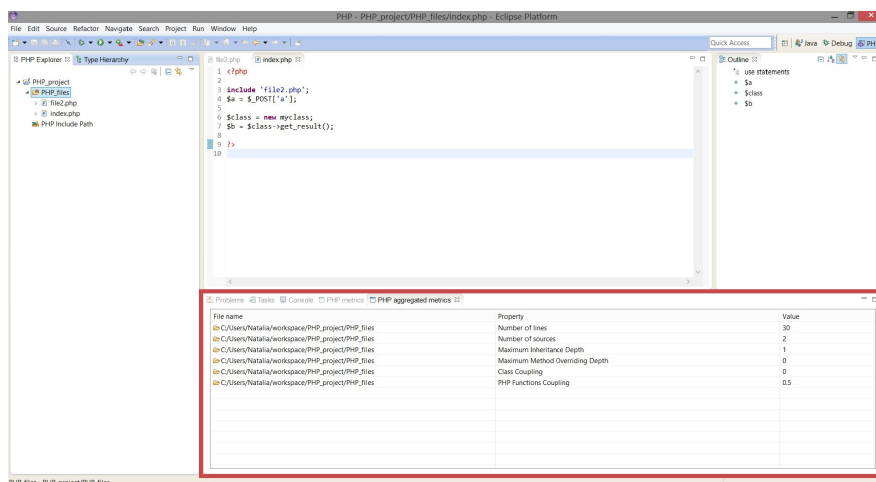 PHP - PHP_project/PHP_files/index.php - Eclipse Platform
File Edit Source Refactor Navigate Search Project Run Window Help
Quick Access Java Debug PH
PHP Explorer Type Hierarchy
PHP_project
PHP_files
file2.php
index.php
PHP Include Path
file2.php index.php
1 <?php
2
3 include 'file2.php';
4 $a = $_POST['a'];
5
6 $class = new myclass;
7 $b = $class->get_result();
8
9 ?>
10
Outline
use statements
$a
$class
$b
Problems Tasks Console PHP metrics PHP aggregated metrics
File name Property Value
C:/Users/Natalia/workspace/PHP_project/PHP_files Number of lines 30
C:/Users/Natalia/workspace/PHP_project/PHP_files Number of sources 2
C:/Users/Natalia/workspace/PHP_project/PHP_files Maximum Inheritance Depth 1
C:/Users/Natalia/workspace/PHP_project/PHP_files Maximum Method Overriding Depth 0
C:/Users/Natalia/workspace/PHP_project/PHP_files Class Coupling 0
C:/Users/Natalia/workspace/PHP_project/PHP_files PHP Functions Coupling 0.5